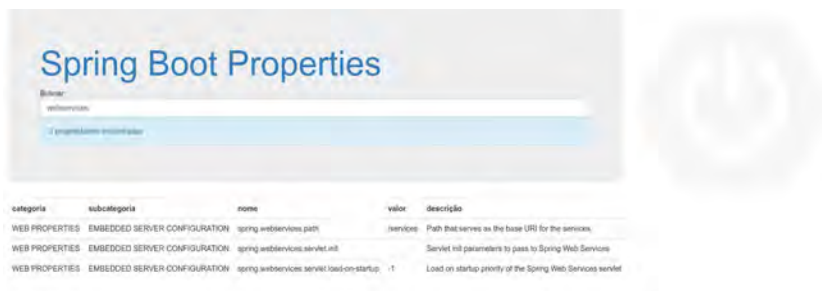 Spring Boot Properties
Buscar
webservices
3 propriedades encontradas
categoria subcategoria nome valor descrição
WEB PROPERTIES EMBEDDED SERVER CONFIGURATION spring.webservices.path /services Path that serves as the base URI for the services.
WEB PROPERTIES EMBEDDED SERVER CONFIGURATION spring.webservices.servlet.init Servlet init parameters to pass to Spring Web Services
WEB PROPERTIES EMBEDDED SERVER CONFIGURATION spring.webservices.servlet.load-on-startup -1 Load on startup priority of the Spring Web Services servlet